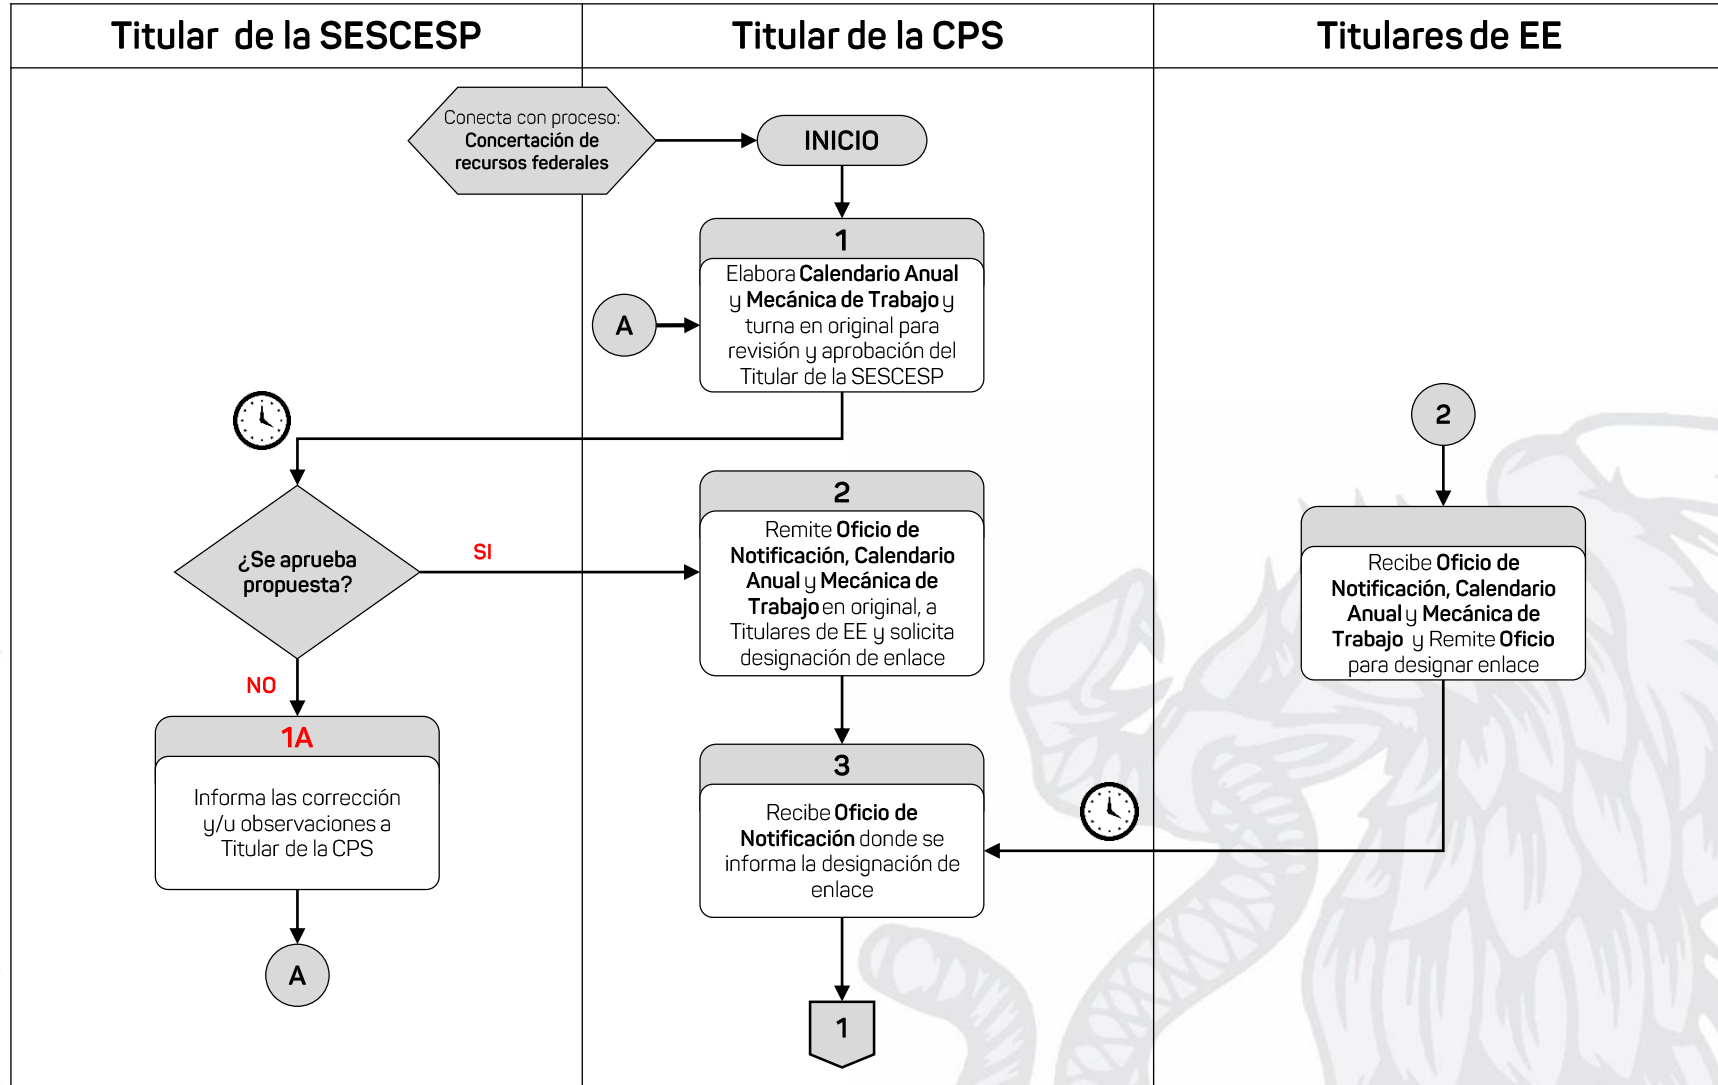 Titular de la SESCESP
Titular de la CPS
Titulares de EE
Conecta con proceso:
Concertación de
recursos federales
INICIO
1
Elabora Calendario Anual
y Mecánica de Trabajo y
turna en original para
revisión y aprobación del
Titular de la SESCESP
A
¿Se aprueba
propuesta?
SI
NO
2
Remite Oficio de
Notificación, Calendario
Anual y Mecánica de
Trabajo en original, a
Titulares de EE y solicita
designación de enlace
2
Recibe Oficio de
Notificación, Calendario
Anual y Mecánica de
Trabajo y Remite Oficio
para designar enlace
1A
Informa las corrección
y/u observaciones a
Titular de la CPS
A
3
Recibe Oficio de
Notificación donde se
informa la designación de
enlace
1